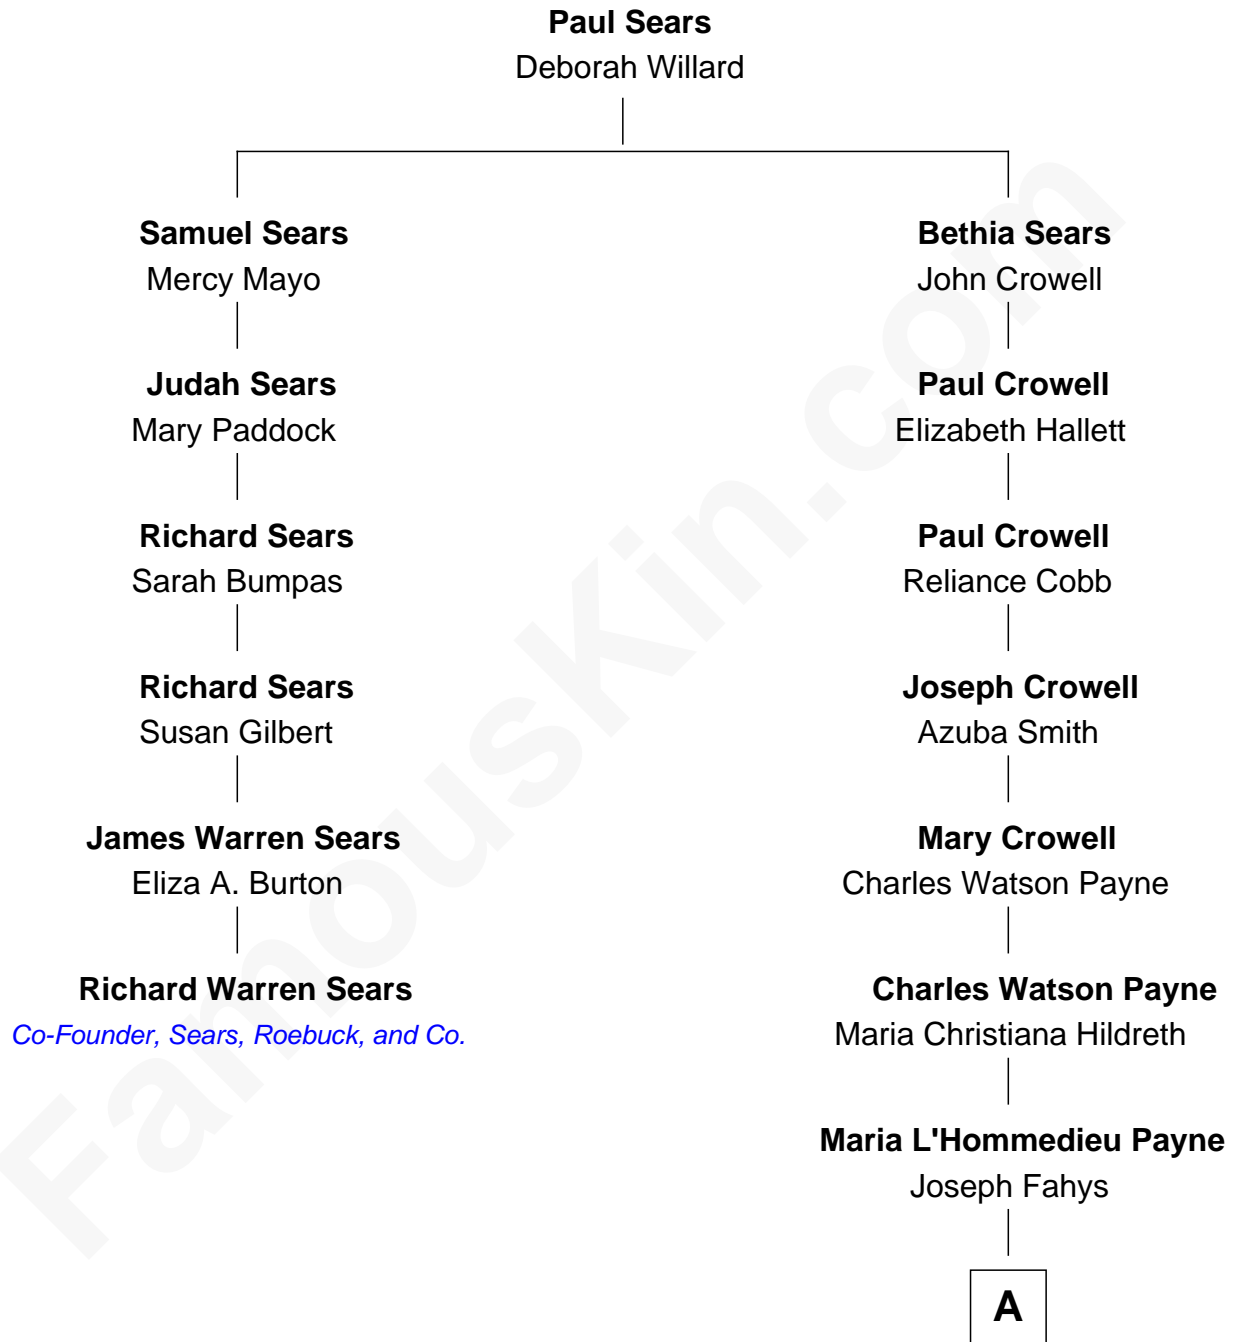 Paul Sears
Deborah Willard
Samuel Sears
Mercy Mayo
Bethia Sears
John Crowell
Judah Sears
Mary Paddock
Paul Crowell
Elizabeth Hallett
Richard Sears
Sarah Bumpas
Paul Crowell
Reliance Cobb
Richard Sears
Susan Gilbert
Joseph Crowell
Azuba Smith
James Warren Sears
Eliza A. Burton
Mary Crowell
Charles Watson Payne
Richard Warren Sears
Co-Founder, Sears, Roebuck, and Co.
Charles Watson Payne
Maria Christiana Hildreth
Maria L'Hommedieu Payne
Joseph Fahys
A
FamousKin.com